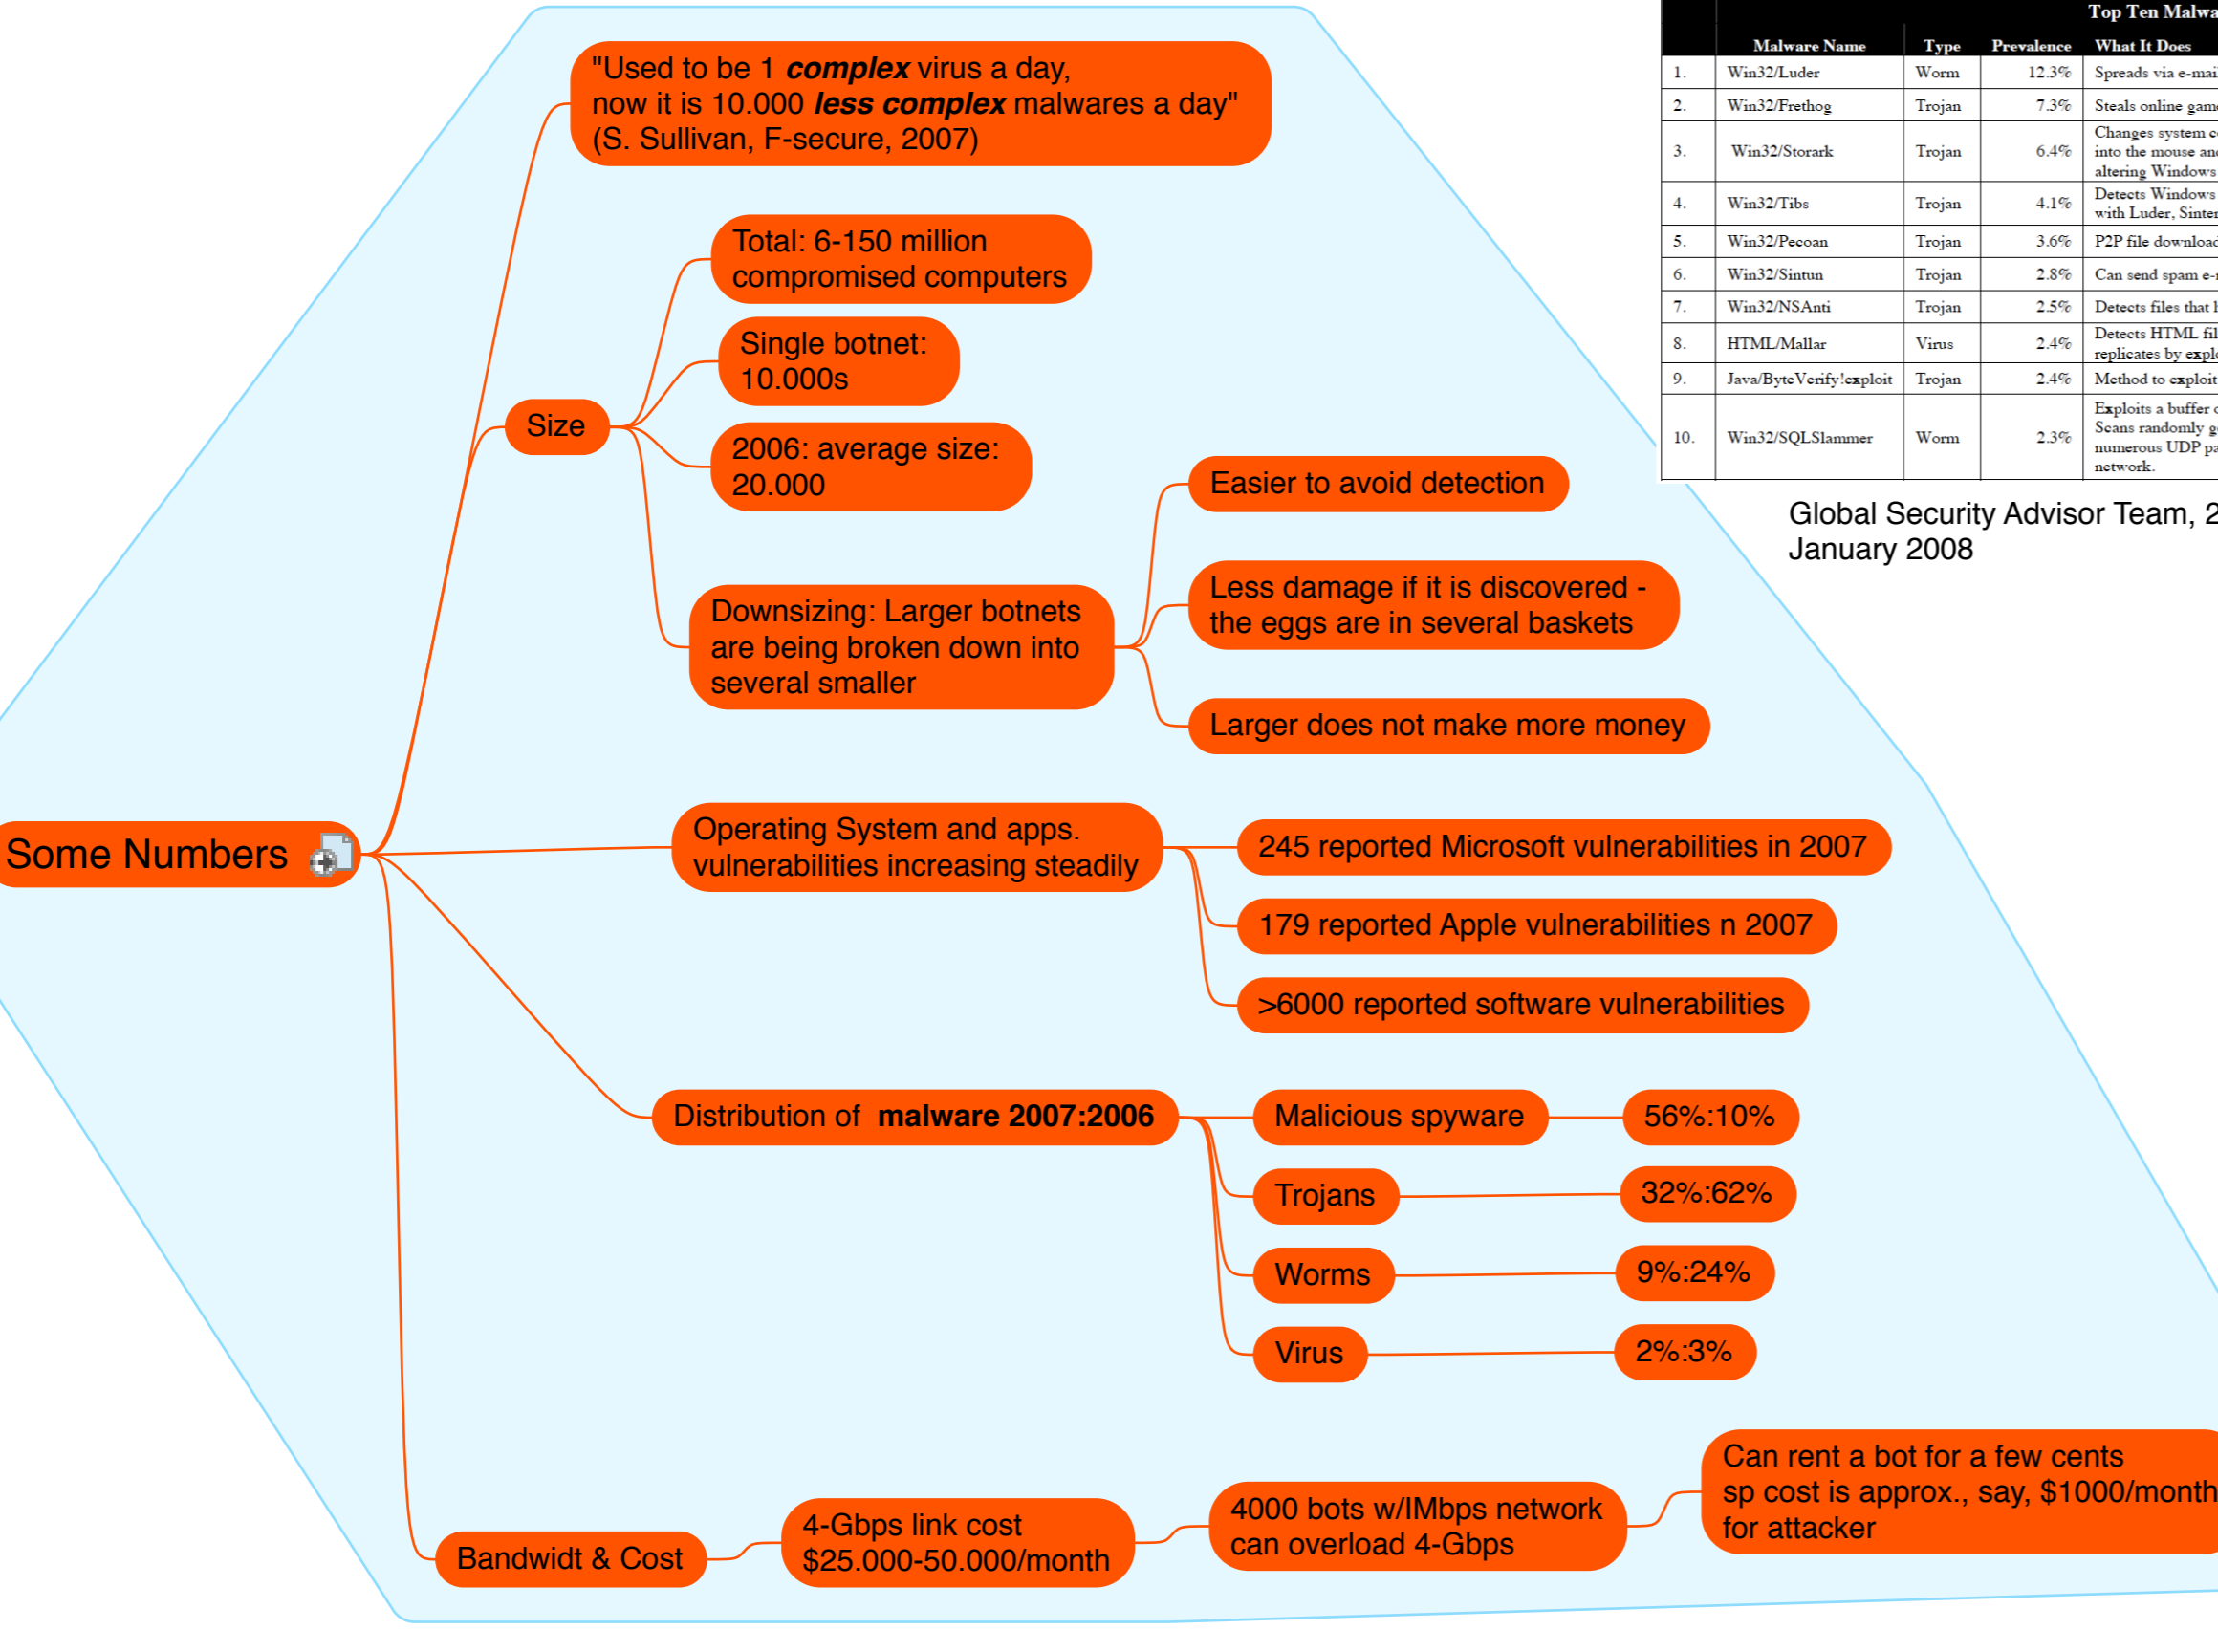 "Used to be 1 complex virus a day,
now it is 10.000 less complex malwares a day"
(S. Sullivan, F-secure, 2007)
Total: 6-150 million
compromised computers
Single botnet:
10.000s
Size
2006: average size:
20.000
Easier to avoid detection
Less damage if it is discovered -
the eggs are in several baskets
Downsizing: Larger botnets
are being broken down into
several smaller
Larger does not make more money
Some Numbers
Operating System and apps.
vulnerabilities increasing steadily
245 reported Microsoft vulnerabilities in 2007
179 reported Apple vulnerabilities n 2007
>6000 reported software vulnerabilities
Distribution of malware 2007:2006
Malicious spyware 56%:10%
Trojans 32%:62%
Worms 9%:24%
Virus 2%:3%
Bandwidt & Cost
4-Gbps link cost
$25.000-50.000/month
4000 bots w/IMbps network
can overload 4-Gbps
Can rent a bot for a few cents
sp cost is approx., say, $1000/month
for attacker
Top Ten
Malware Name Type Prevalence What It Does
1. Win32/Luder Worm 12.3% Spreads via
2. Win32/Frethog Trojan 7.3% Steals online
3. Win32/Storark Trojan 6.4% Changes system
into the mouse
altering Windows
4. Win32/Tibs Trojan 4.1% Detects Windows
with Luder,
5. Win32/Pecoan Trojan 3.6% P2P file
6. Win32/Sintun Trojan 2.8% Can send spam
7. Win32/NSAnti Trojan 2.5% Detects files that
8. HTML/Mallar Virus 2.4% Detects HTML
replicates by
9. Java/ByteVerify!exploit Trojan 2.4% Method to exploit
10. Win32/SQLSlammer Worm 2.3% Exploits a buffer
Scans randomly
numerous UDP
network.
Global Security Advisor Team,
January 2008